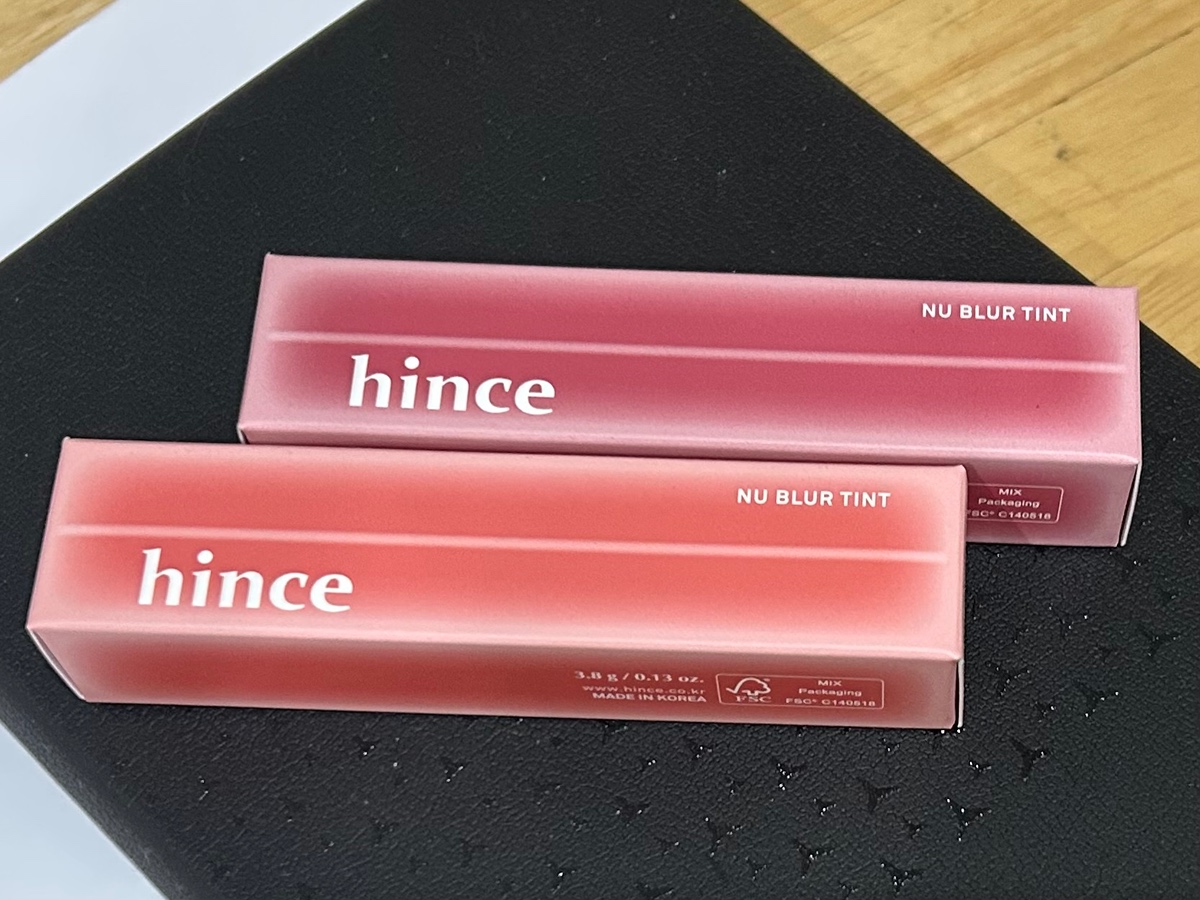 NU BLUR TINT
hince
MIX
Packaging
FSC® C140518
NU BLUR TINT
hince
3.8 g / 0.13 oz.
www.hince.co.kr
MADE IN KOREA
FSC
MIX
Packaging
FSC® C140518